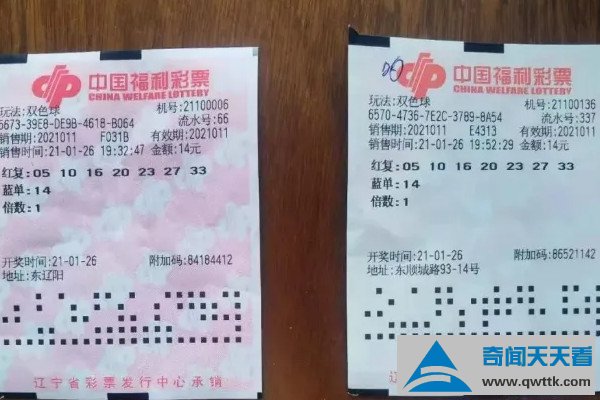 中国福利彩票
CHINA WELFARE LOTTERY
玩法:双色球 机号:21100006
5673-39E8-DE9B-4618-B064 流水号:66
销售期:2021011 F031B 有效期:2021011
销售时间:21-01-26 19:32:47 金额:14元
红复:05 10 16 20 23 27 33
蓝单:14
倍数:1
开奖时间:21-01-26 附加码:84184412
地址:东辽阳
辽宁省彩票发行中心承销
中国福利彩票
CHINA WELFARE LOTTERY
玩法:双色球 机号:21100136
6570-4736-7E2C-3789-8A54 流水号:337
销售期:2021011 E4313 有效期:2021011
销售时间:21-01-26 19:52:29 金额:14元
红复:05 10 16 20 23 27 33
蓝单:14
倍数:1
开奖时间:21-01-26 附加码:86521142
地址:东顺城路93-14号
辽宁省
奇闻天天看
www.qwttk.com